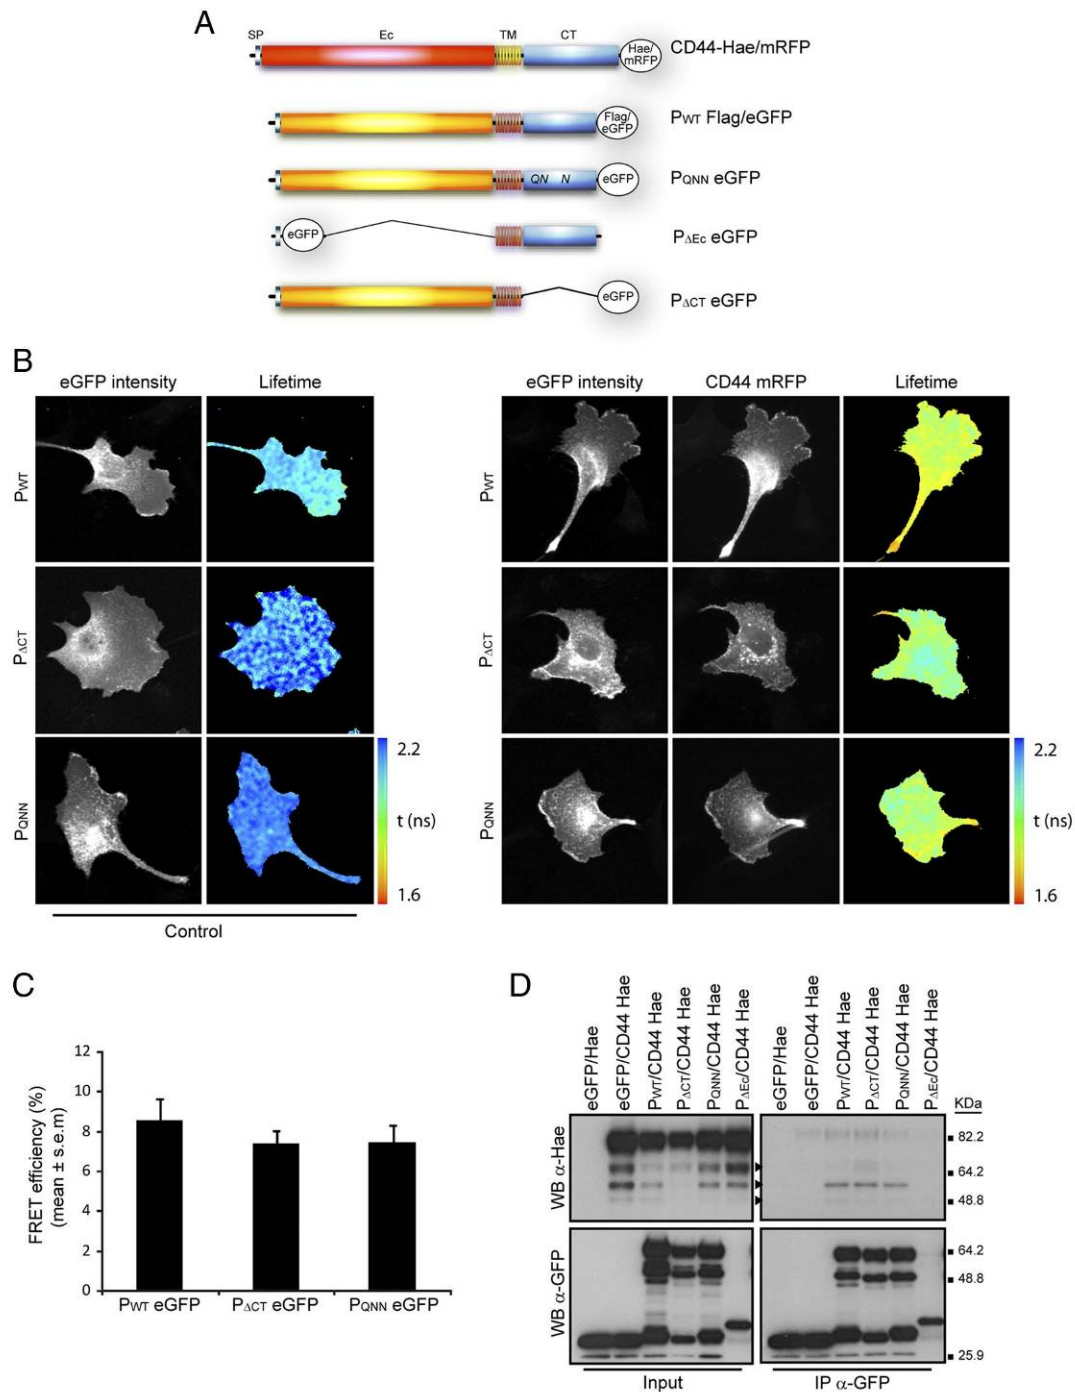 A
SP Ec TM CT
Hae/
mRFP
CD44-Hae/mRFP
Flag/
eGFP
PWT Flag/eGFP
QN N
eGFP
PQNN eGFP
eGFP
PΔEc eGFP
eGFP
PΔCT eGFP
B
eGFP intensity Lifetime
eGFP intensity CD44 mRFP Lifetime
PWT
PΔCT
PQNN
2.2
t (ns)
1.6
Control
PWT
PΔCT
PQNN
2.2
t (ns)
1.6
C
FRET efficiency (%)
(mean ± s.e.m)
12
10
8
6
4
2
0
PWT eGFP PΔCT eGFP PQNN eGFP
D
eGFP/Hae
eGFP/CD44 Hae
PWT/CD44 Hae
PΔCT/CD44 Hae
PQNN/CD44 Hae
PΔEc/CD44 Hae
eGFP/Hae
eGFP/CD44 Hae
PWT/CD44 Hae
PΔCT/CD44 Hae
PQNN/CD44 Hae
PΔEc/CD44 Hae
KDa
WB α-Hae
82.2
64.2
48.8
WB α-GFP
64.2
48.8
25.9
Input IP α-GFP